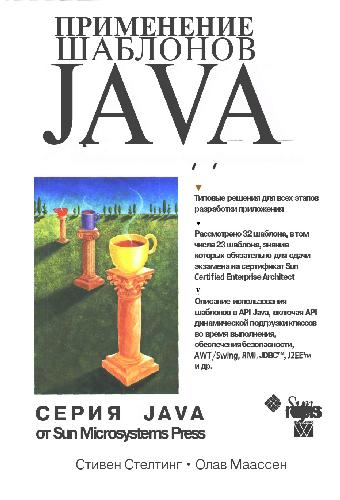 ПРИМЕНЕНИЕ
ШАБЛОНОВ
JAVA
Типовые решения для всех этапов
разработки приложения
Рассмотрено 32 шаблона, в том
числе 23 шаблона, знание
которых обязательно для сдачи
экзамена на сертификат Sun
Certified Enterprise Architect
Описание использования
шаблонов в API Java, включая API
динамической подгрузки классов
во время выполнения,
обеспечения безопасности,
AWT/Swing, RMI, JDBC™, J2EE™
и др.
Sun
СЕРИЯ JAVA
от Sun Microsystems Press
Стивен Стелтинг • Олав Маассен